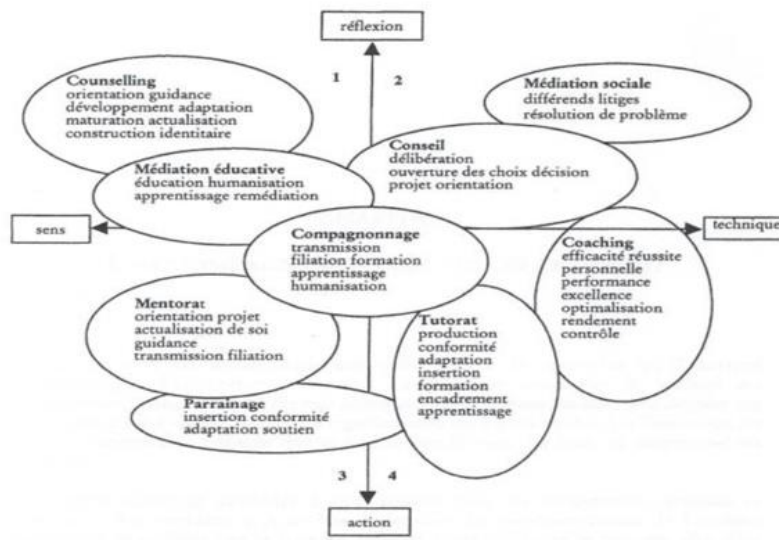 réflexion
1 2
Counselling
orientation guidance
développement adaptation
maturation actualisation
construction identitaire
Médiation sociale
différends litiges
résolution de problème
Conseil
délibération
ouverture des choix décision
projet orientation
Médiation éducative
éducation humanisation
apprentissage remédiation
sens
technique
Compagnonnage
transmission
filiation formation
apprentissage
humanisation
Coaching
efficacité réussite
personnelle
performance
excellence
optimalisation
rendement
contrôle
Mentorat
orientation projet
actualisation de soi
guidance
transmission filiation
Tutorat
production
conformité
adaptation
insertion
formation
encadrement
apprentissage
Parrainage
insertion conformité
adaptation soutien
3 4
action